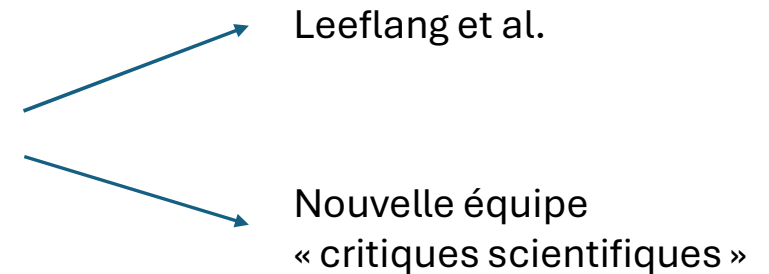 Leeflang et al.
Nouvelle équipe
« critiques scientifiques »